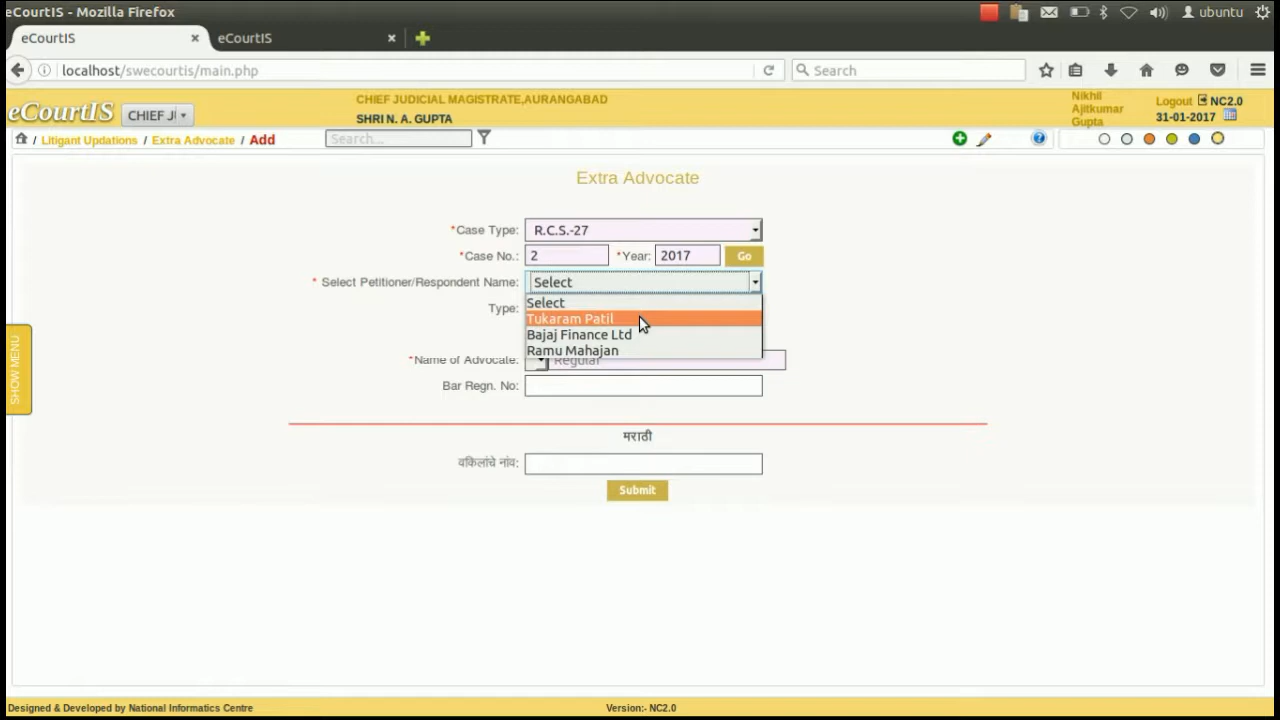 eCourtIS - Mozilla Firefox
ubuntu
eCourtIS
eCourtIS
localhost/swecourtis/main.php
Search
eCourtIS
CHIEF JU
CHIEF JUDICIAL MAGISTRATE,AURANGABAD
SHRI N. A. GUPTA
Nikhil
Ajitkumar
Gupta
Logout NC2.0
31-01-2017
/ Litigant Updations / Extra Advocate / Add
Search...
Extra Advocate
*Case Type: R.C.S.-27
*Case No.: 2 *Year: 2017 Go
* Select Petitioner/Respondent Name: Select
Select
Type:
Tukaram Patil
Bajaj Finance Ltd
Ramu Mahajan
*Name of Advocate: Regular
Bar Regn. No:
SHOW MENU
मराठी
वकिलांचे नांव:
Submit
Designed & Developed by National Informatics Centre
Version:- NC2.0